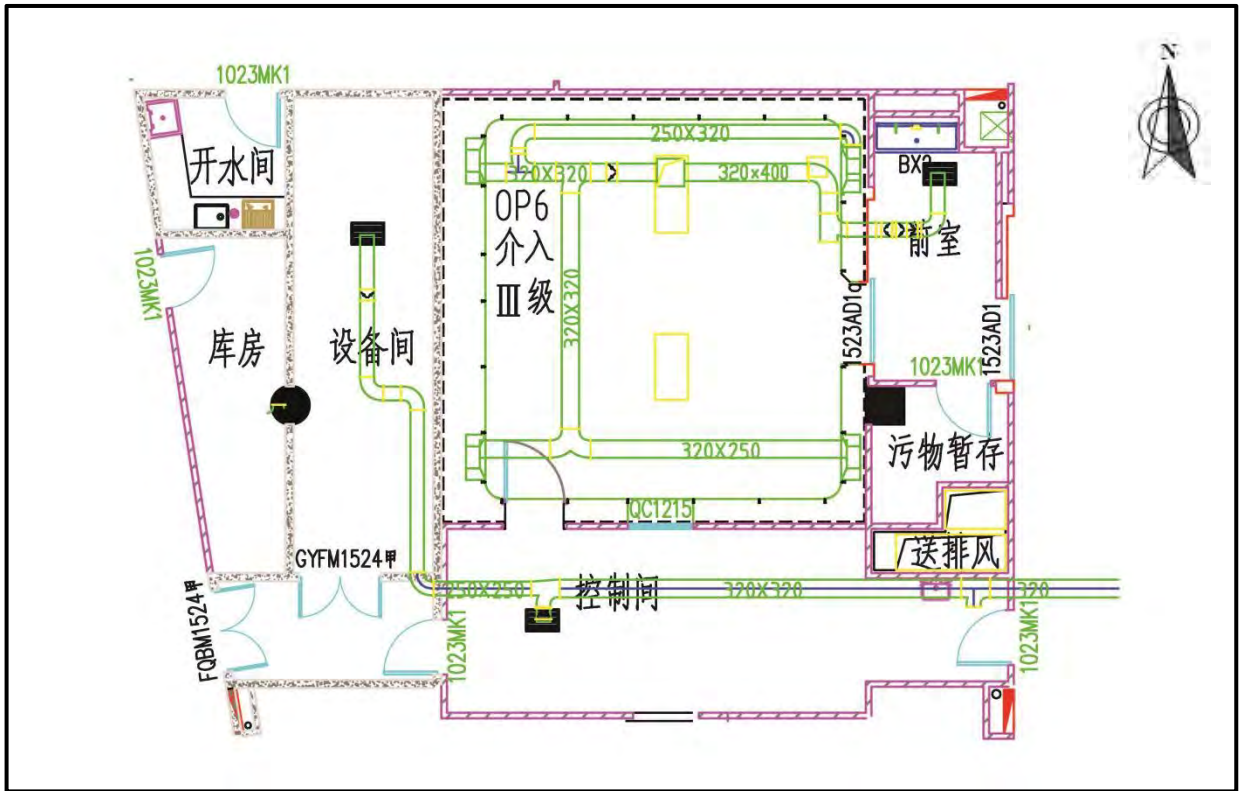 N
1023MK1
250X320
开水间
320X320
320x400
BX2
OP6
介入
Ⅲ级
前室
1023MK1
320X320
库房
设备间
1523AD1q
1523AD1
1023MK1
320X250
污物暂存
QC1215
GYFM1524甲
送排风
FQBM1524甲
250X250
控制间
320X320
320
1023MK1
1023MK1